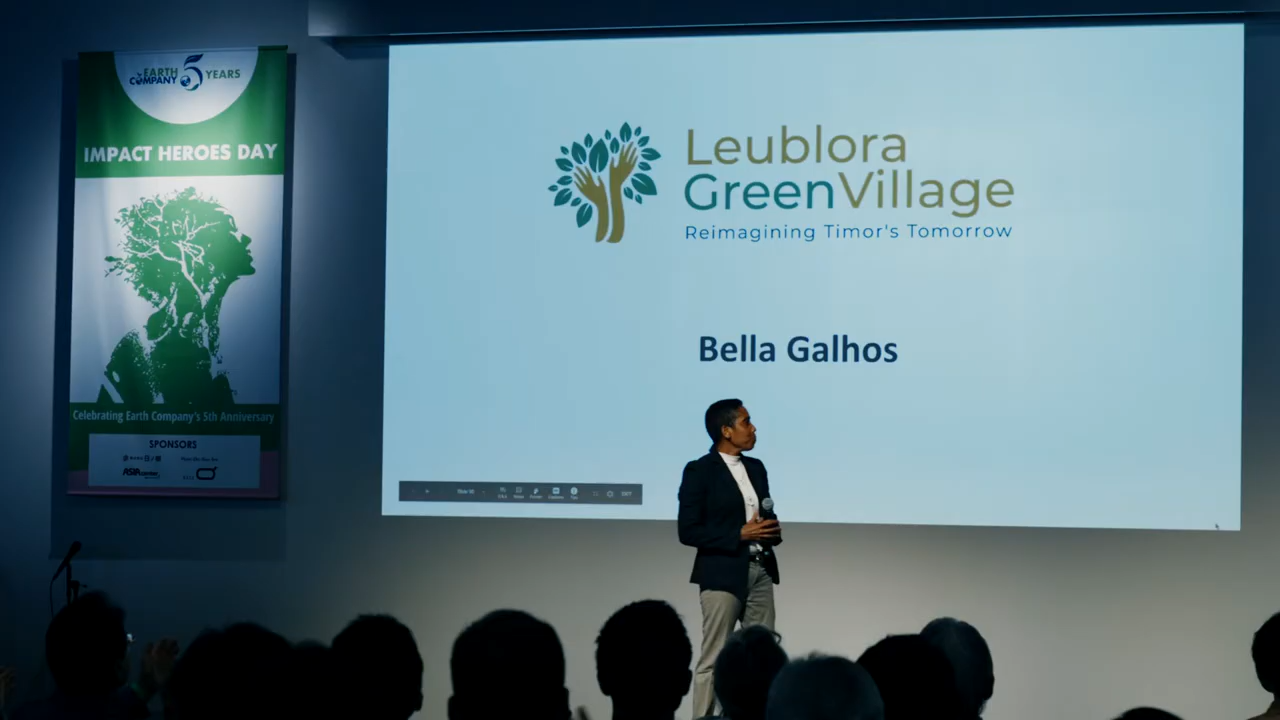 EARTH COMPANY 5 YEARS
IMPACT HEROES DAY
Celebrating Earth Company's 5th Anniversary
SPONSORS
ASIA
Leublora
GreenVillage
Reimagining Timor's Tomorrow
Bella Galhos